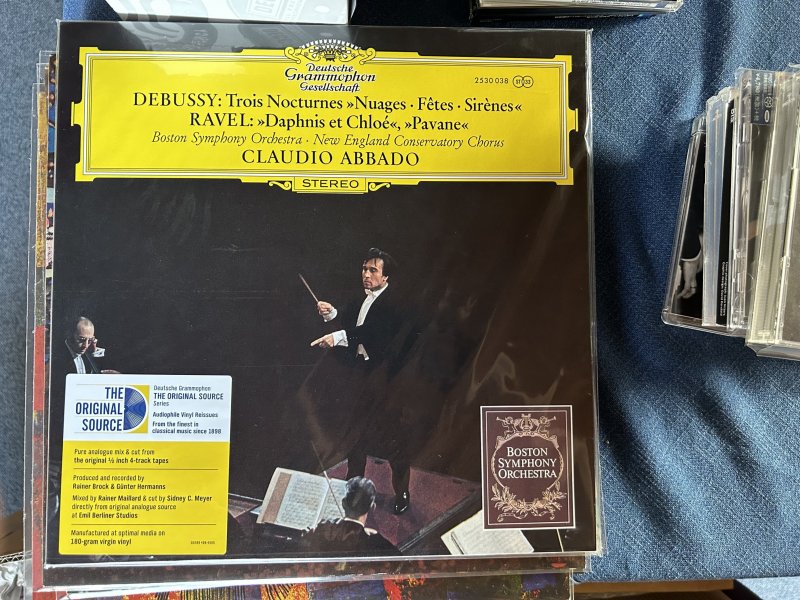 Deutsche
Grammophon
Gesellschaft
2530 038 ST 33
DEBUSSY: Trois Nocturnes »Nuages · Fêtes · Sirènes«
RAVEL: »Daphnis et Chloé«, »Pavane«
Boston Symphony Orchestra · New England Conservatory Chorus
CLAUDIO ABBADO
STEREO
THE
ORIGINAL
SOURCE
Deutsche Grammophon
THE ORIGINAL SOURCE
Series
Audiophile Vinyl Reissues
From the finest in
classical music since 1898
Pure analogue mix & cut from
the original ½ inch 4-track tapes
Produced and recorded by
Rainer Brock & Günter Hermanns
Mixed by Rainer Maillard & cut by Sidney C. Meyer
directly from original analogue source
at Emil Berliner Studios
Manufactured at optimal media on
180-gram virgin vinyl
BOSTON
SYMPHONY
ORCHESTRA